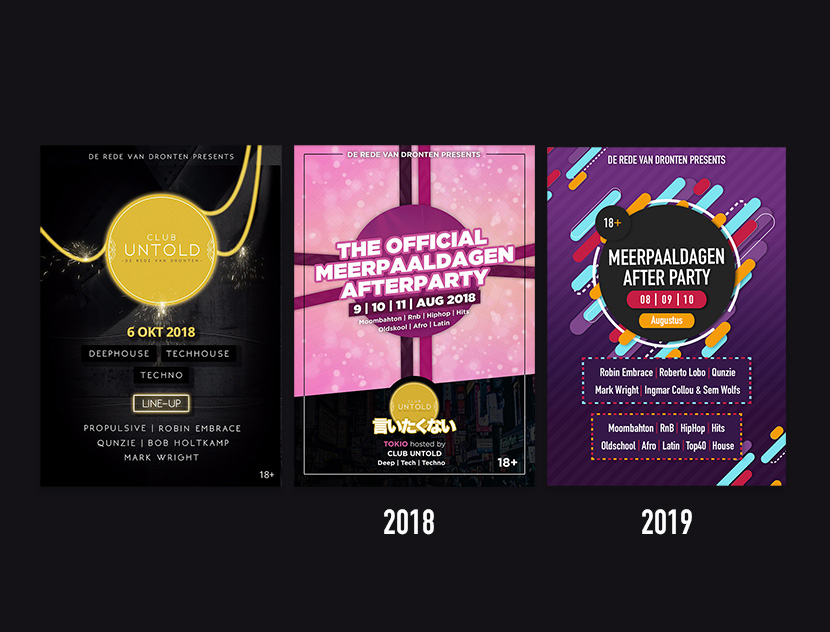 DE REDE VAN DRONTEN PRESENTS
CLUB
UNTOLD
-DE REDE VAN DRONTEN-
6 OKT 2018
DEEPHOUSE TECHHOUSE
TECHNO
LINE-UP
PROPULSIVE | ROBIN EMBRACE
QUNZIE | BOB HOLTKAMP
MARK WRIGHT
18+
DE REDE VAN DRONTEN PRESENTS
THE OFFICIAL
MEERPAALDAGEN
AFTERPARTY
9 | 10 | 11 | AUG 2018
Moombahton | Rnb | Hiphop | Hits
Oldskool | Afro | Latin
CLUB
UNTOLD
言いたくない
TOKIO hosted by
CLUB UNTOLD
Deep | Tech | Techno
18+
2018
DE REDE VAN DRONTEN PRESENTS
18+
MEERPAALDAGEN
AFTER PARTY
08 | 09 | 10
Augustus
Robin Embrace | Roberto Lobo | Qunzie
Mark Wright | Ingmar Collou & Sem Wolfs
Moombahton | RnB | HipHop | Hits
Oldschool | Afro | Latin | Top40 | House
2019